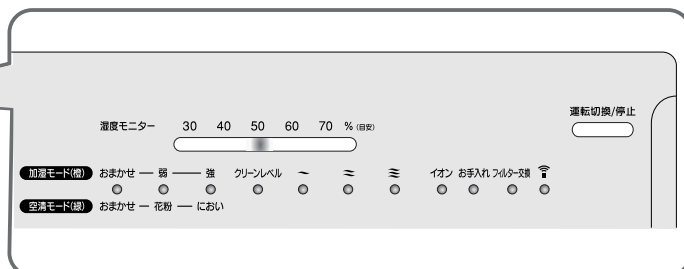 運転切換/停止
湿度モニター 30 40 50 60 70 % (目安)
加湿モード(橙) おまかせ 弱 強 クリーンレベル イオン お手入れ フィルター交換
空清モード(緑) おまかせ 花粉 におい